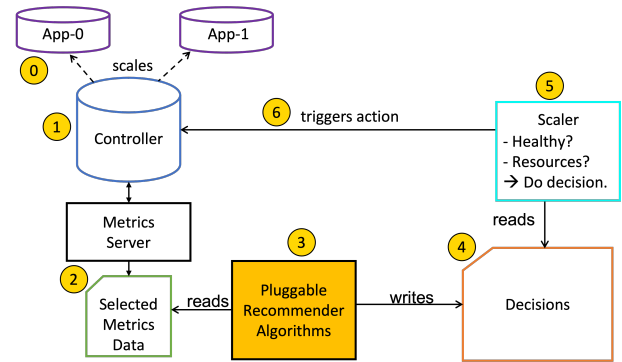 App-0
App-1
0
scales
5
6
1
triggers action
Controller
Scaler
- Healthy?
- Resources?
→ Do decision.
Metrics
Server
reads
3
4
2
Selected
Metrics
Data
reads
Pluggable
Recommender
Algorithms
writes
Decisions